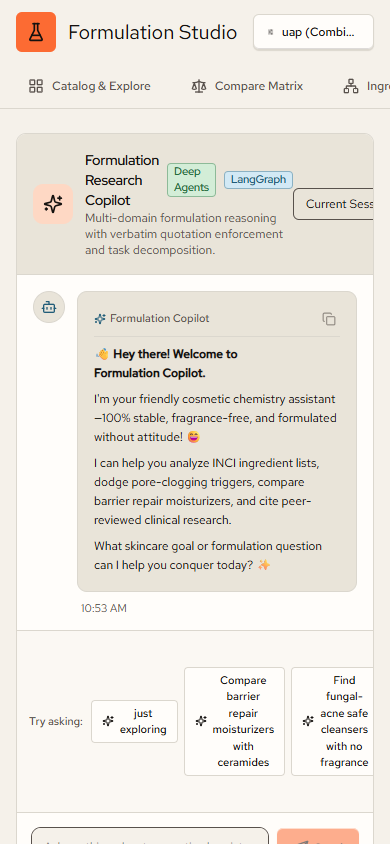 Formulation Studio
uap (Combi...
Catalog & Explore
Compare Matrix
Ingre
Formulation
Research
Copilot
Deep
Agents
LangGraph
Current Sess
Multi-domain formulation reasoning
with verbatim quotation enforcement
and task decomposition.
Formulation Copilot
👋 Hey there! Welcome to
Formulation Copilot.
I'm your friendly cosmetic chemistry assistant
—100% stable, fragrance-free, and formulated
without attitude! 😄
I can help you analyze INCI ingredient lists,
dodge pore-clogging triggers, compare
barrier repair moisturizers, and cite peer-
reviewed clinical research.
What skincare goal or formulation question
can I help you conquer today? ✨
10:53 AM
Try asking:
just
exploring
Compare
barrier
repair
moisturizers
with
ceramides
Find
fungal-
acne safe
cleansers
with no
fragrance